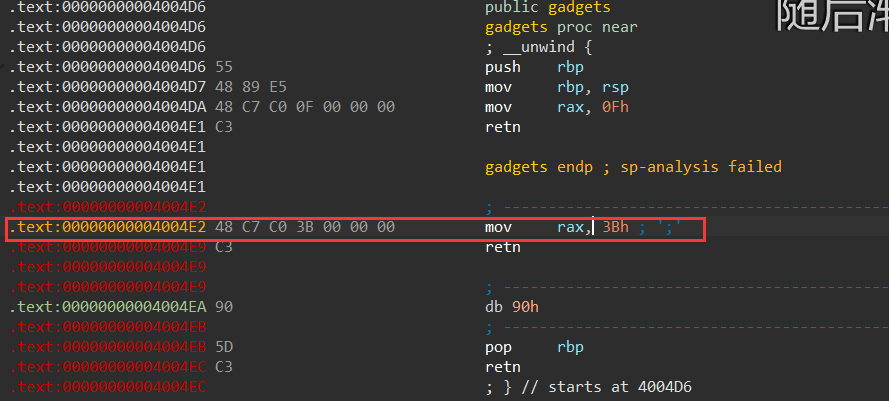 随后
.text:00000000004004D6 public gadgets
.text:00000000004004D6 gadgets proc near
.text:00000000004004D6 ; __unwind {
.text:00000000004004D6 55 push rbp
.text:00000000004004D7 48 89 E5 mov rbp, rsp
.text:00000000004004DA 48 C7 C0 0F 00 00 00 mov rax, 0Fh
.text:00000000004004E1 C3 retn
.text:00000000004004E1
.text:00000000004004E1 gadgets endp ; sp-analysis failed
.text:00000000004004E1
.text:00000000004004E2 ; ---------------------------------------------------------------------------
.text:00000000004004E2 48 C7 C0 3B 00 00 00 mov rax, 3Bh ; ';'
.text:00000000004004E9 C3 retn
.text:00000000004004E9
.text:00000000004004E9 ; ---------------------------------------------------------------------------
.text:00000000004004EA 90 db 90h
.text:00000000004004EB ; ---------------------------------------------------------------------------
.text:00000000004004EB 5D pop rbp
.text:00000000004004EC C3 retn
.text:00000000004004EC ; } // starts at 4004D6